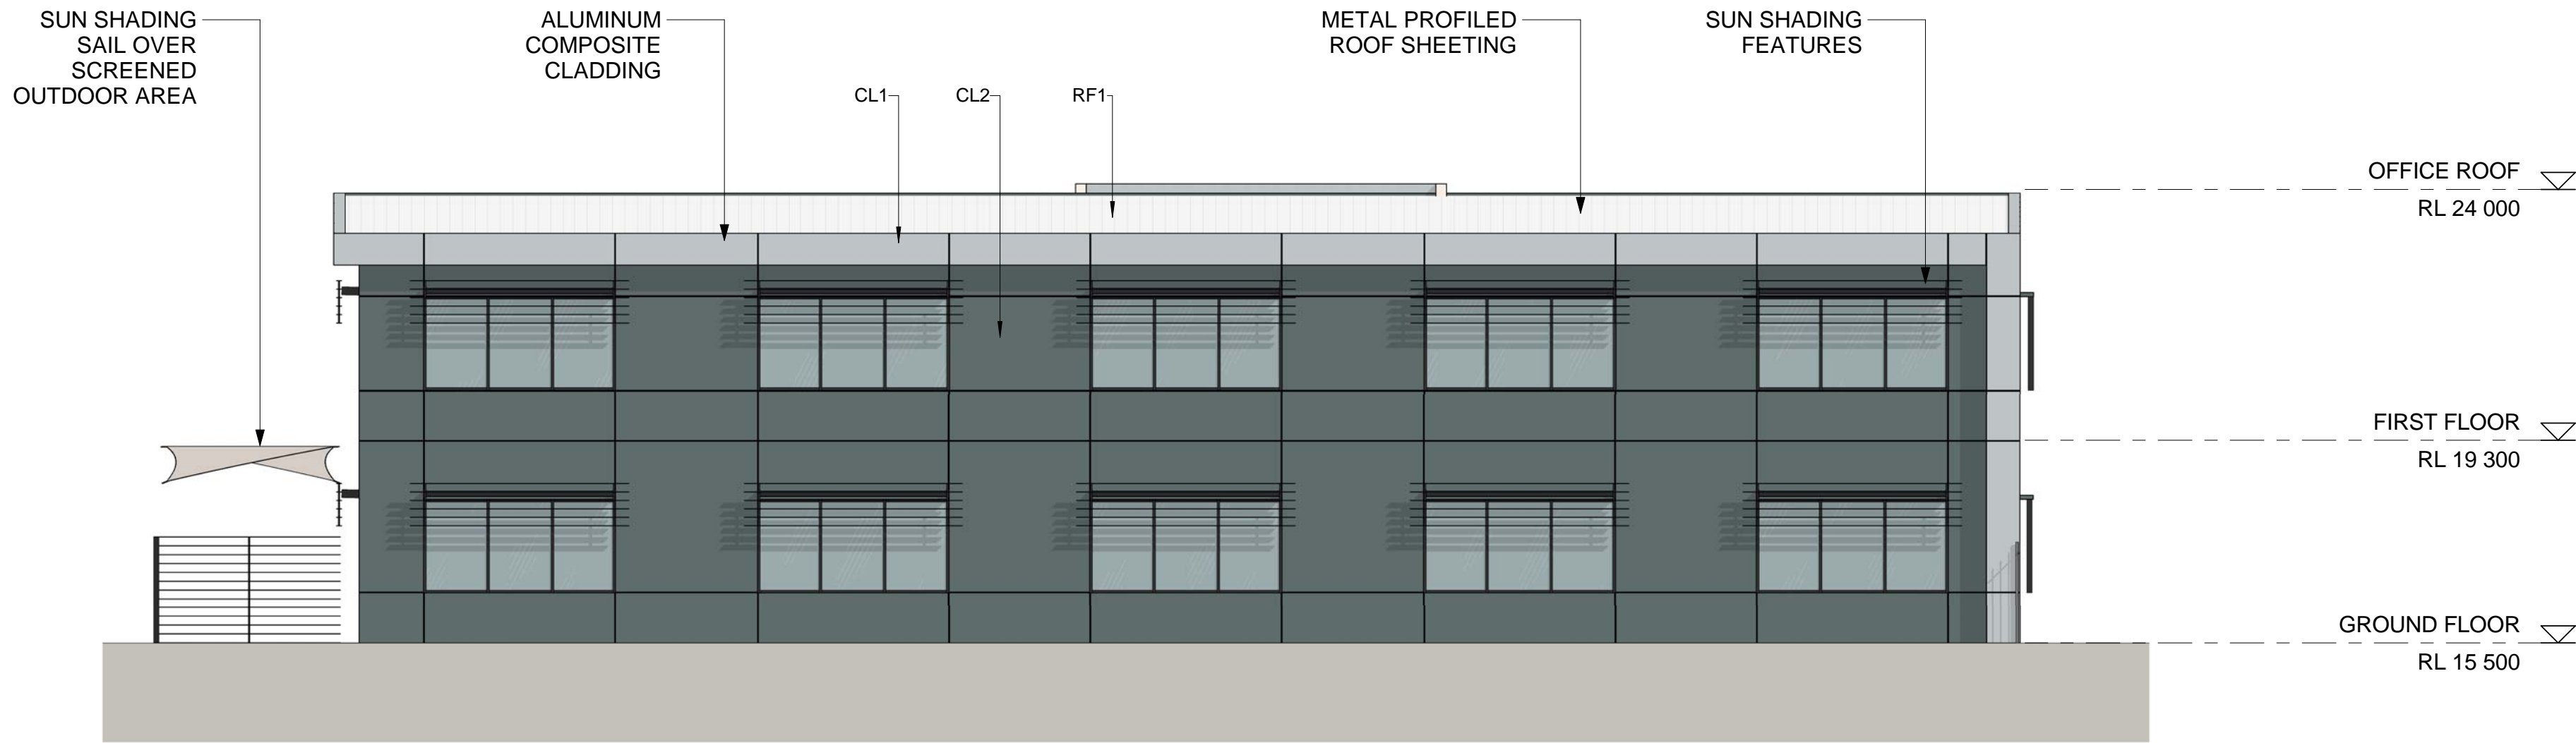 SUN SHADING
SAIL OVER
SCREENED
OUTDOOR AREA
ALUMINUM
COMPOSITE
CLADDING
METAL PROFILED
ROOF SHEETING
SUN SHADING
FEATURES
CL1
CL2
RF1
OFFICE ROOF
RL 24 000
FIRST FLOOR
RL 19 300
GROUND FLOOR
RL 15 500